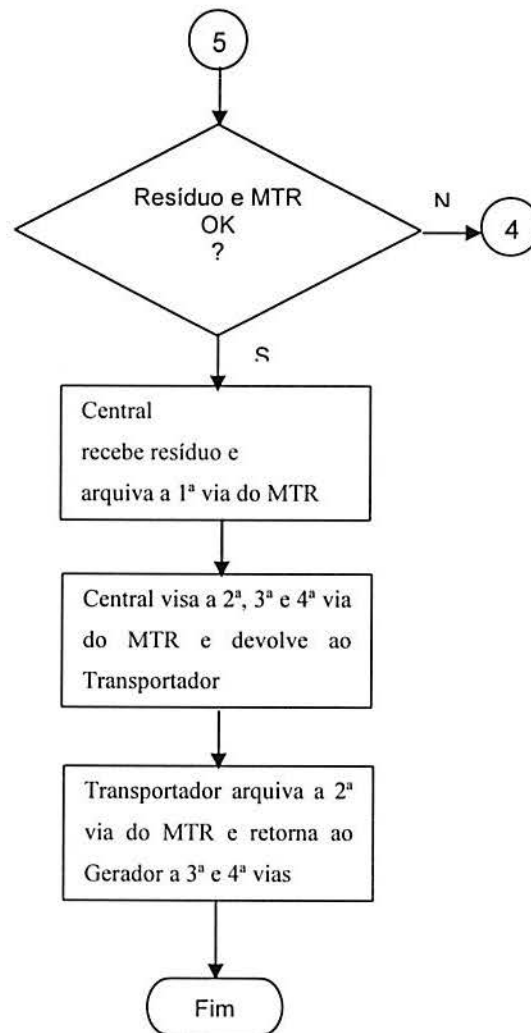 5
Resíduo e MTR
OK
?
N
4
S
Central
recebe resíduo e
arquiva a 1ª via do MTR
Central visa a 2ª, 3ª e 4ª via
do MTR e devolve ao
Transportador
Transportador arquiva a 2ª
via do MTR e retorna ao
Gerador a 3ª e 4ª vias
Fim